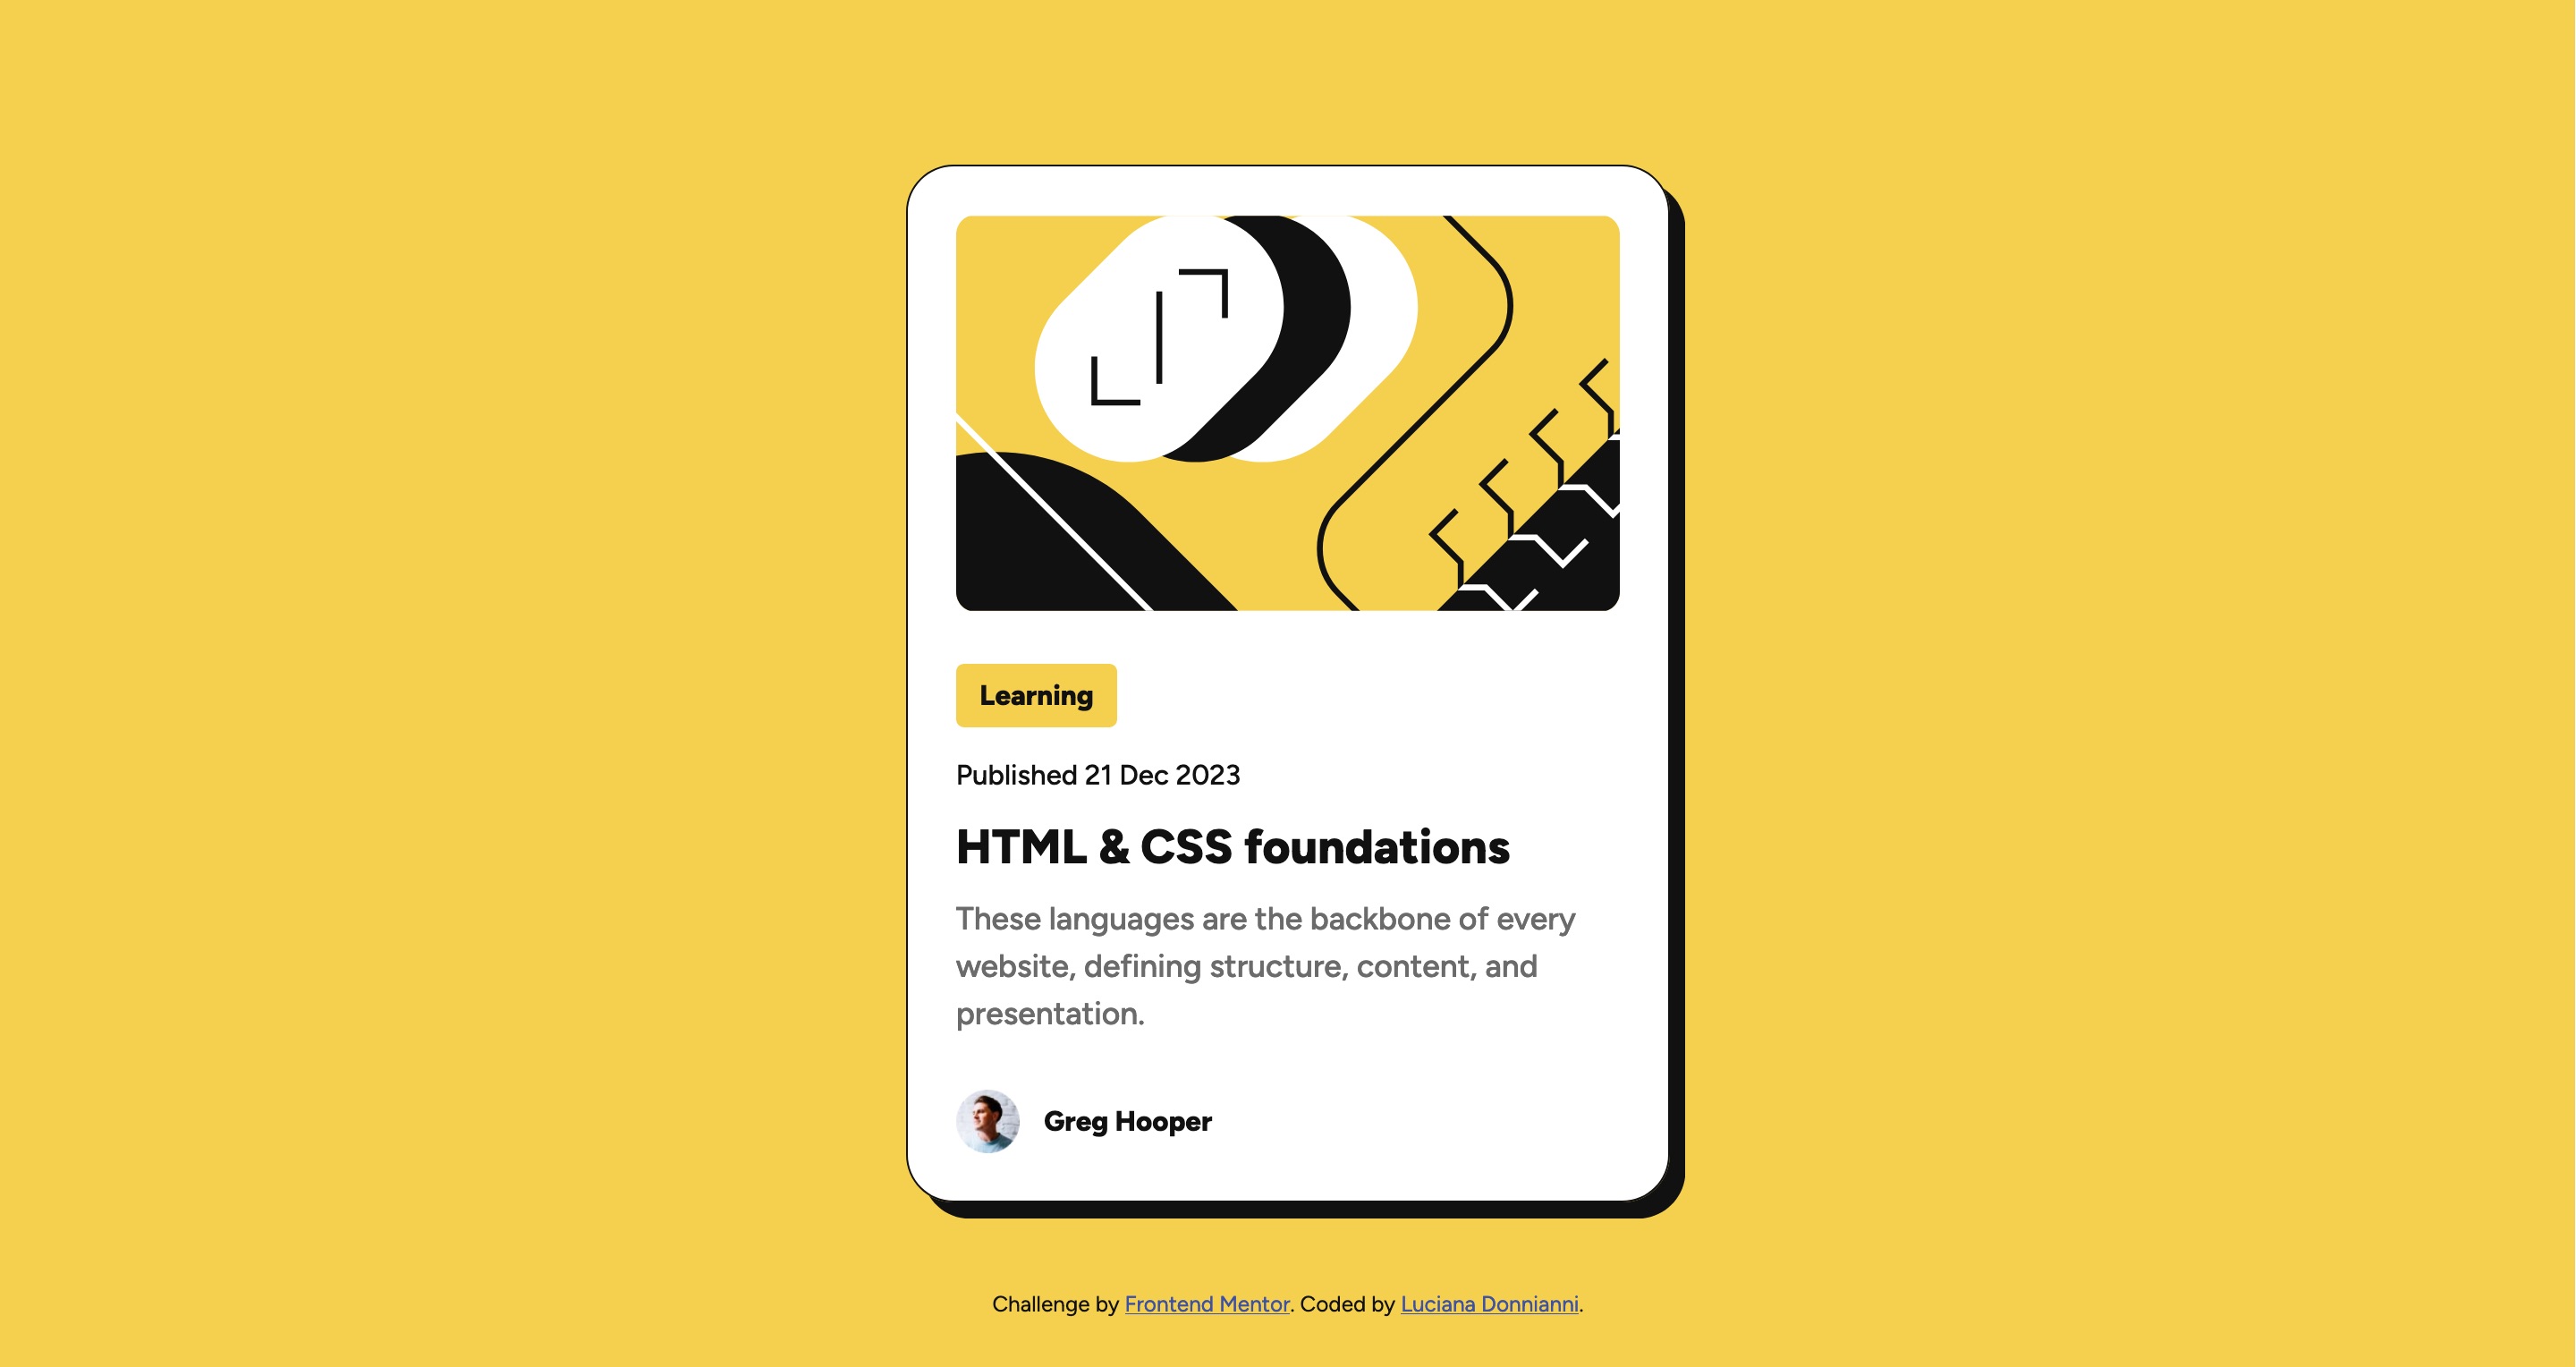 Learning
Published 21 Dec 2023
HTML & CSS foundations
These languages are the backbone of every
website, defining structure, content, and
presentation.
Greg Hooper
Challenge by Frontend Mentor. Coded by Luciana Donnianni.